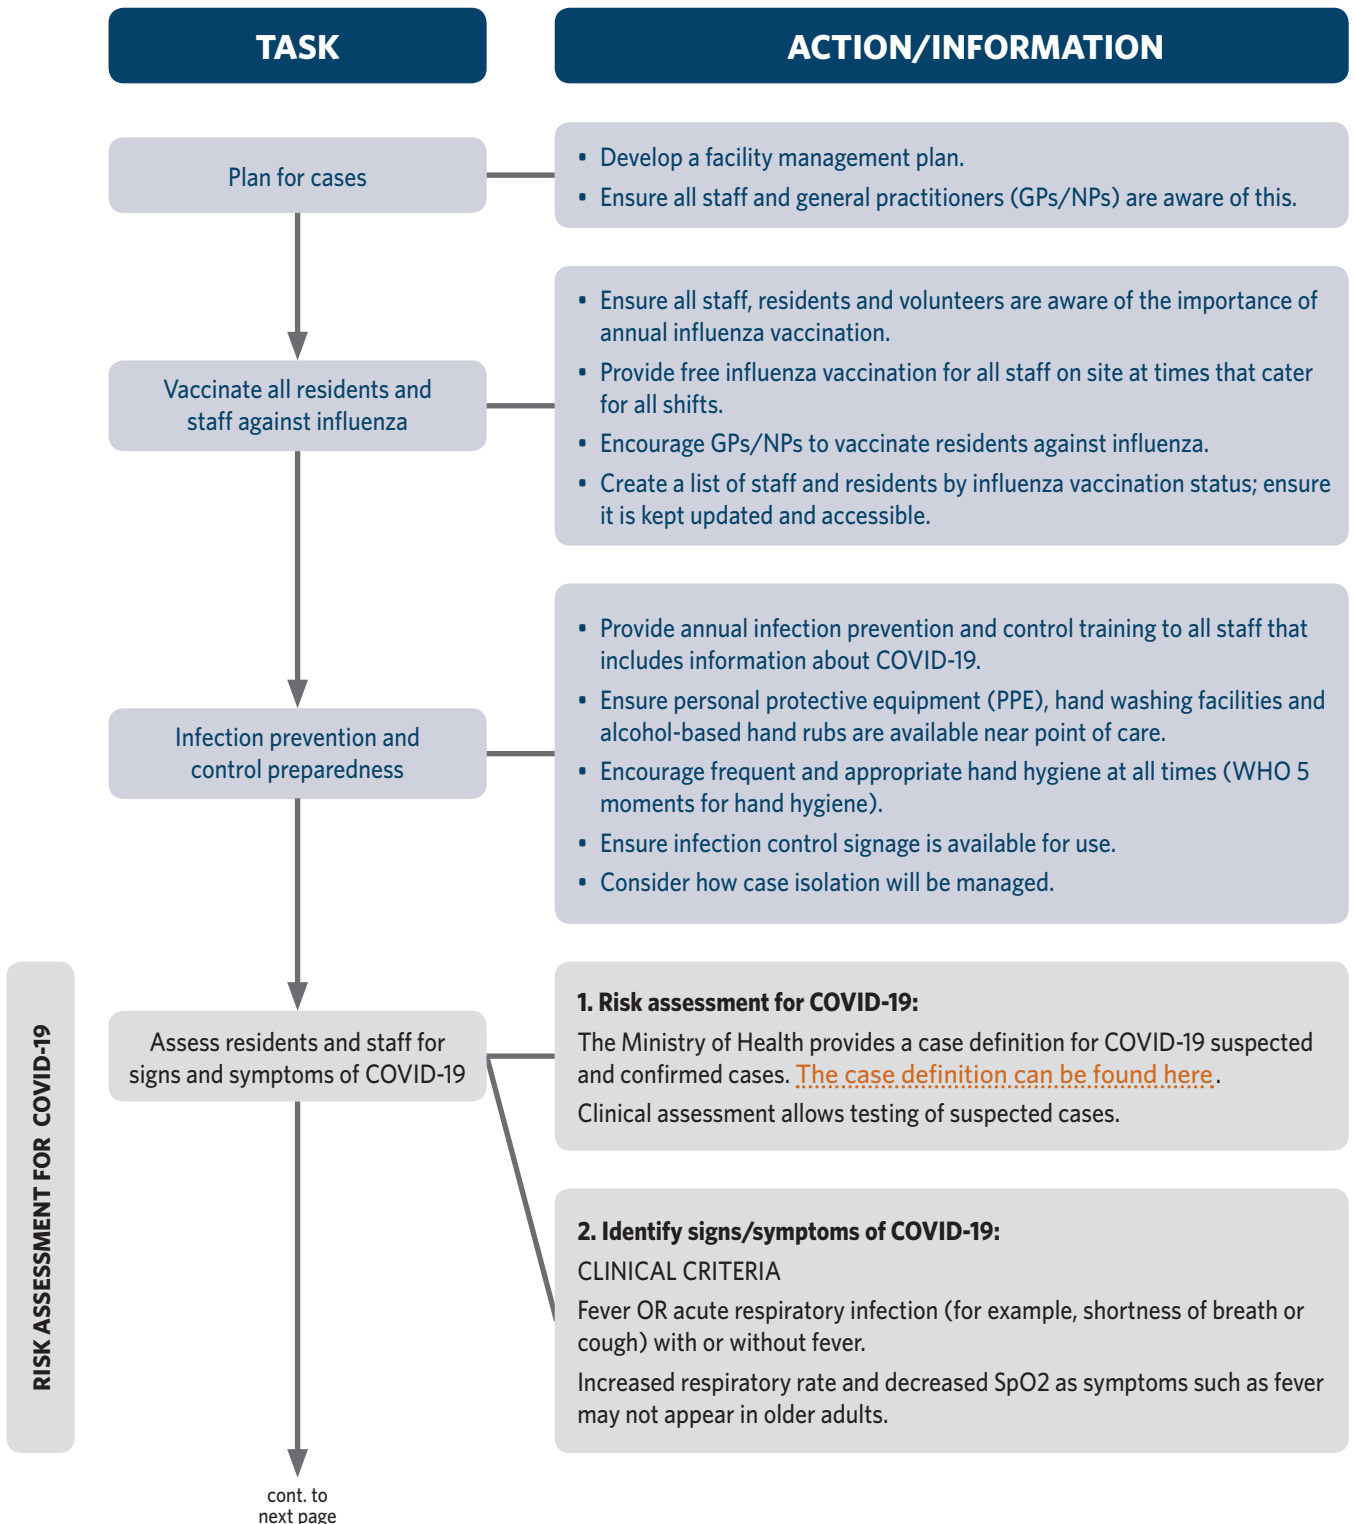 TASK
ACTION/INFORMATION
Plan for cases
• Develop a facility management plan.
• Ensure all staff and general practitioners (GPs/NPs) are aware of this.
Vaccinate all residents and
staff against influenza
• Ensure all staff, residents and volunteers are aware of the importance of
annual influenza vaccination.
• Provide free influenza vaccination for all staff on site at times that cater
for all shifts.
• Encourage GPs/NPs to vaccinate residents against influenza.
• Create a list of staff and residents by influenza vaccination status; ensure
it is kept updated and accessible.
Infection prevention and
control preparedness
• Provide annual infection prevention and control training to all staff that
includes information about COVID-19.
• Ensure personal protective equipment (PPE), hand washing facilities and
alcohol-based hand rubs are available near point of care.
• Encourage frequent and appropriate hand hygiene at all times (WHO 5
moments for hand hygiene).
• Ensure infection control signage is available for use.
• Consider how case isolation will be managed.
RISK ASSESSMENT FOR COVID-19
Assess residents and staff for
signs and symptoms of COVID-19
1. Risk assessment for COVID-19:
The Ministry of Health provides a case definition for COVID-19 suspected
and confirmed cases. The case definition can be found here.
Clinical assessment allows testing of suspected cases.
2. Identify signs/symptoms of COVID-19:
CLINICAL CRITERIA
Fever OR acute respiratory infection (for example, shortness of breath or
cough) with or without fever.
Increased respiratory rate and decreased SpO2 as symptoms such as fever
may not appear in older adults.
cont. to
next page